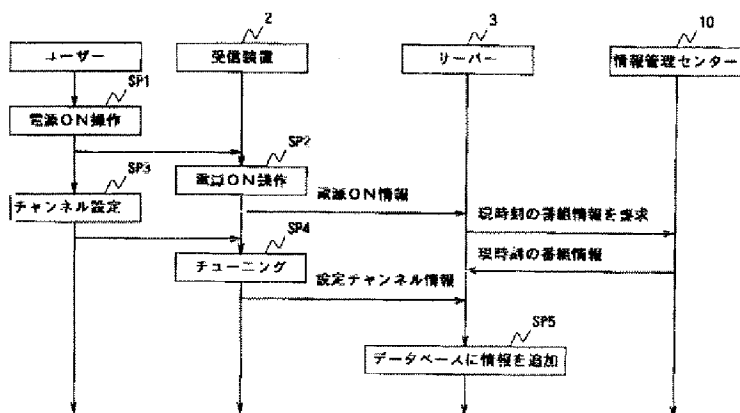 2
3
10
ユーザー
受信装置
サーバー
情報管理センター
SP1
電源ON操作
SP2
SP3
電源ON操作
チャンネル設定
電源ON情報
現時刻の番組情報を要求
SP4
チューニング
現時刻の番組情報
設定チャンネル情報
SP5
データベースに情報を追加